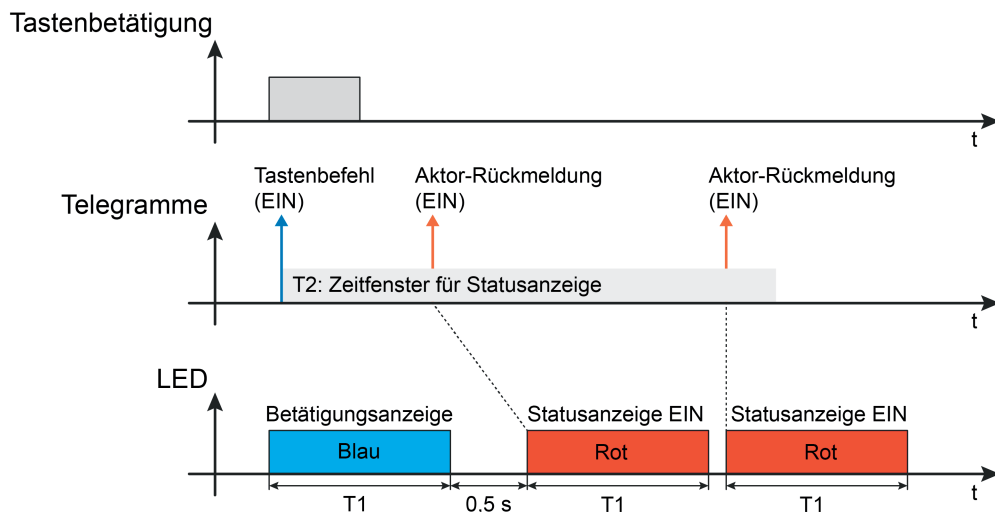 Tastenbetätigung
t
Tastenbefehl
(EIN)
Aktor-Rückmeldung
(EIN)
Aktor-Rückmeldung
(EIN)
Telegramme
T2: Zeitfenster für Statusanzeige
t
LED
Betätigungsanzeige
Statusanzeige EIN
Statusanzeige EIN
Blau
Rot
Rot
t
T1
0,5 s
T1
T1